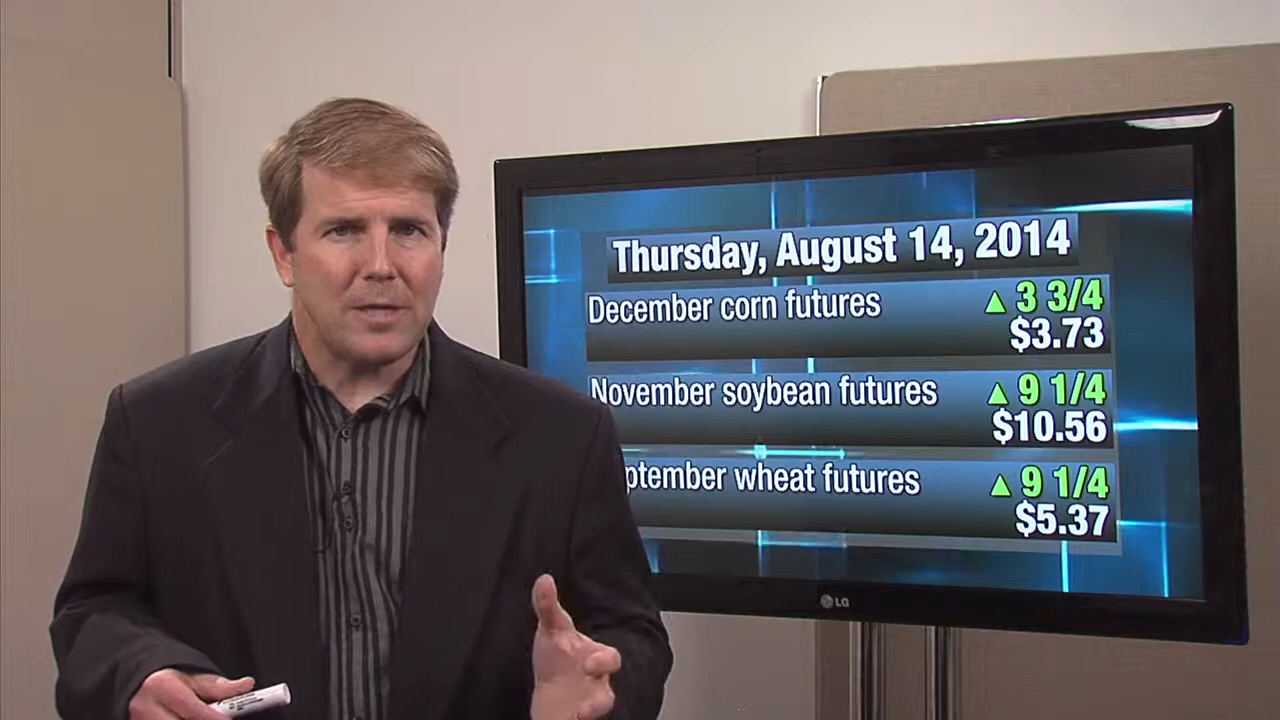 Thursday, August 14, 2014
December corn futures ▲ 3 3/4
$3.73
November soybean futures ▲ 9 1/4
$10.56
ptember wheat futures ▲ 9 1/4
$5.37
LG